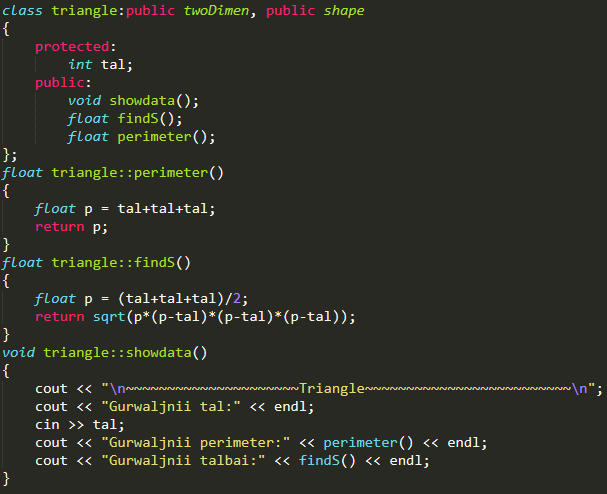 class triangle:public twoDimen, public shape
{
    protected:
        int tal;
    public:
        void showdata();
        float findS();
        float perimeter();
};
float triangle::perimeter()
{
    float p = tal+tal+tal;
    return p;
}
float triangle::findS()
{
    float p = (tal+tal+tal)/2;
    return sqrt(p*(p-tal)*(p-tal)*(p-tal));
}
void triangle::showdata()
{
    cout << "\n~~~~~~~~~~~~~~~~~~~~~Triangle~~~~~~~~~~~~~~~~~~~~~~~~~\n";
    cout << "Gurwaljnii tal:" << endl;
    cin >> tal;
    cout << "Gurwaljnii perimeter:" << perimeter() << endl;
    cout << "Gurwaljnii talbai:" << findS() << endl;
}